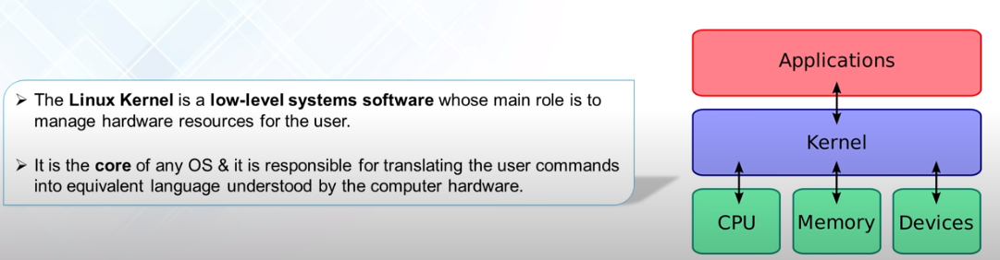 ➢ The Linux Kernel is a low-level systems software whose main role is to
manage hardware resources for the user.
➢ It is the core of any OS & it is responsible for translating the user commands
into equivalent language understood by the computer hardware.
Applications
Kernel
CPU Memory Devices